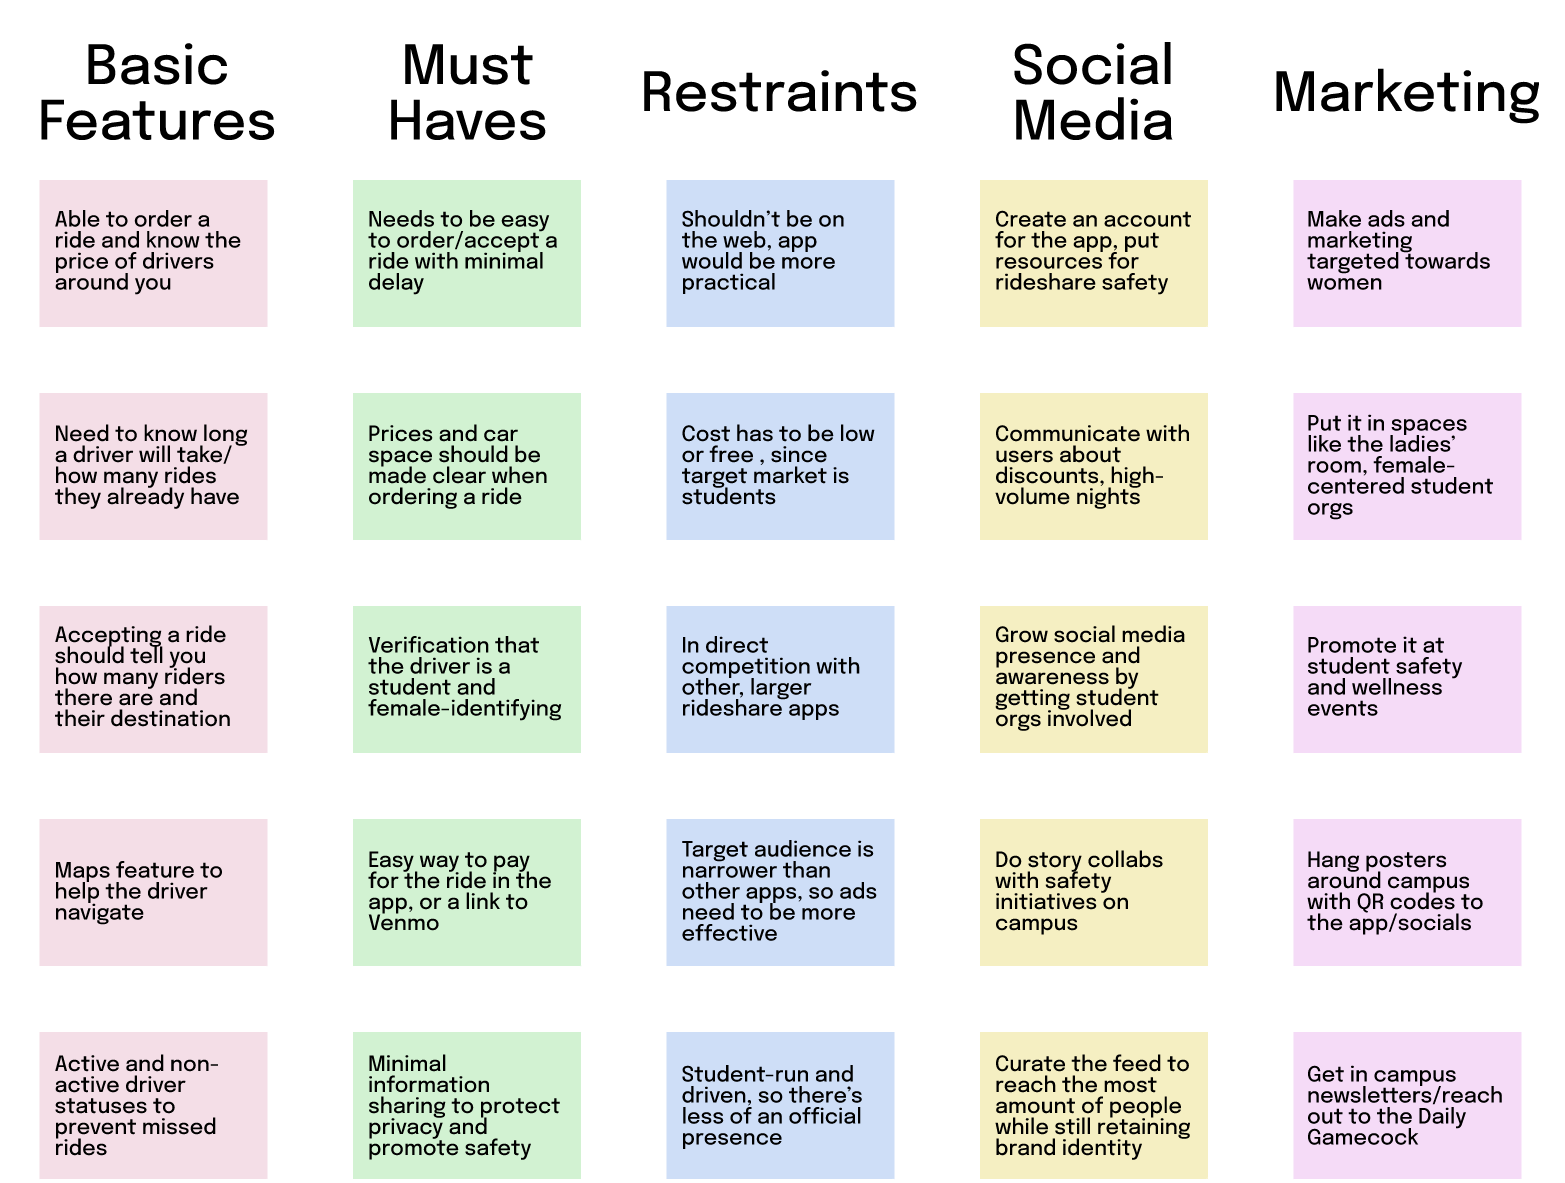 Basic
Features
Must
Haves
Restraints
Social
Media
Marketing
Able to order a
ride and know the
price of drivers
around you
Needs to be easy
to order/accept a
ride with minimal
delay
Shouldn't be on
the web, app
would be more
practical
Create an account
for the app, put
resources for
rideshare safety
Make ads and
marketing
targeted towards
women
Need to know long
a driver will take/
how many rides
they already have
Prices and car
space should be
made clear when
ordering a ride
Cost has to be low
or free , since
target market is
students
Communicate with
users about
discounts, high-
volume nights
Put it in spaces
like the ladies'
room, female-
centered student
orgs
Accepting a ride
should tell you
how many riders
there are and
their destination
Verification that
the driver is a
student and
female-identifying
In direct
competition with
other, larger
rideshare apps
Grow social media
presence and
awareness by
getting student
orgs involved
Promote it at
student safety
and wellness
events
Maps feature to
help the driver
navigate
Easy way to pay
for the ride in the
app, or a link to
Venmo
Target audience is
narrower than
other apps, so ads
need to be more
effective
Do story collabs
with safety
initiatives on
campus
Hang posters
around campus
with QR codes to
the app/socials
Active and non-
active driver
statuses to
prevent missed
rides
Minimal
information
sharing to protect
privacy and
promote safety
Student-run and
driven, so there's
less of an official
presence
Curate the feed to
reach the most
amount of people
while still retaining
brand identity
Get in campus
newsletters/reach
out to the Daily
Gamecock